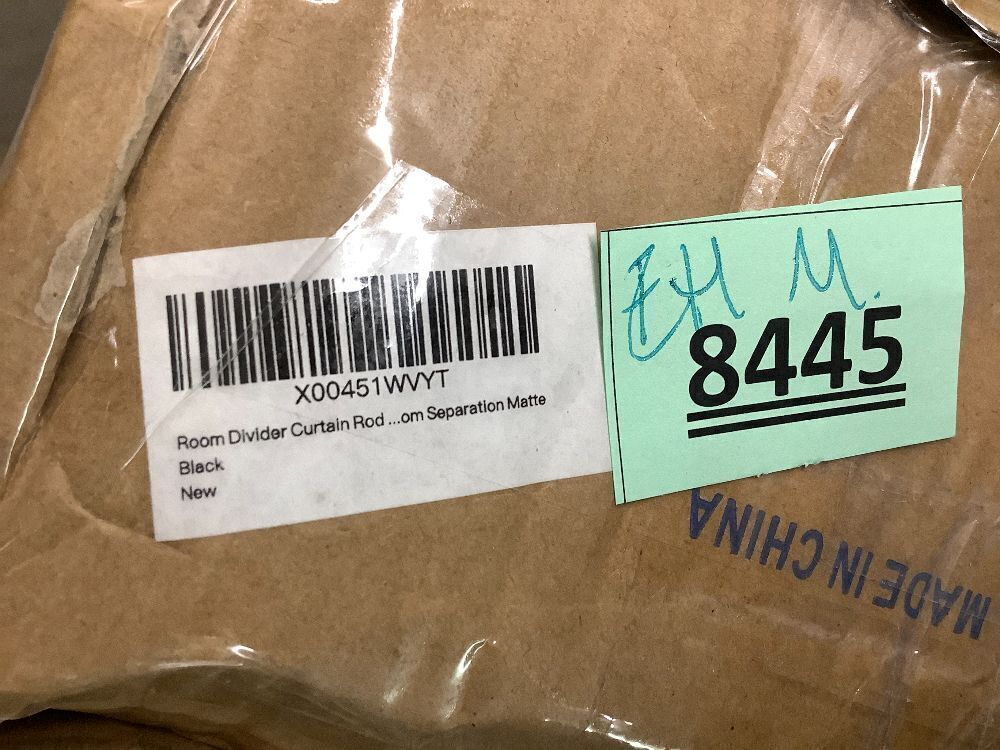 X00451WVYT
Room Divider Curtain Rod ...om Separation Matte
Black
New
EH M.
8445
MADE IN CHINA